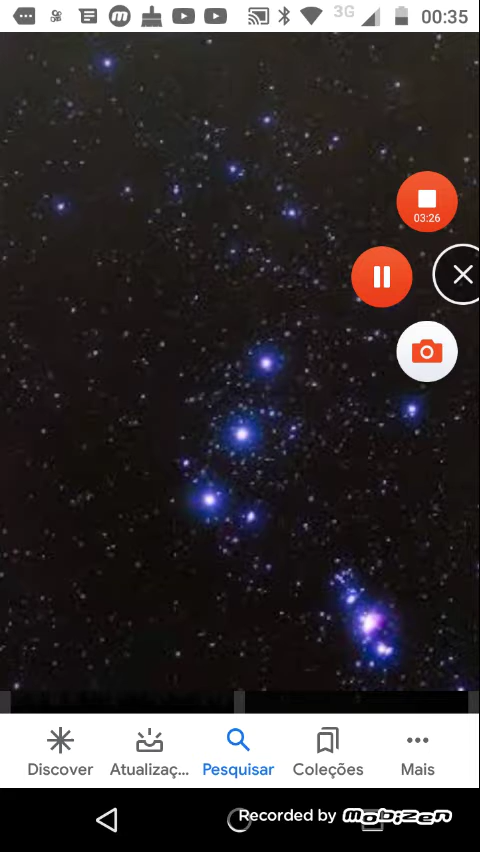 3G 00:35
03:26
Discover Atualizaç... Pesquisar Coleções Mais
Recorded by Mobizen